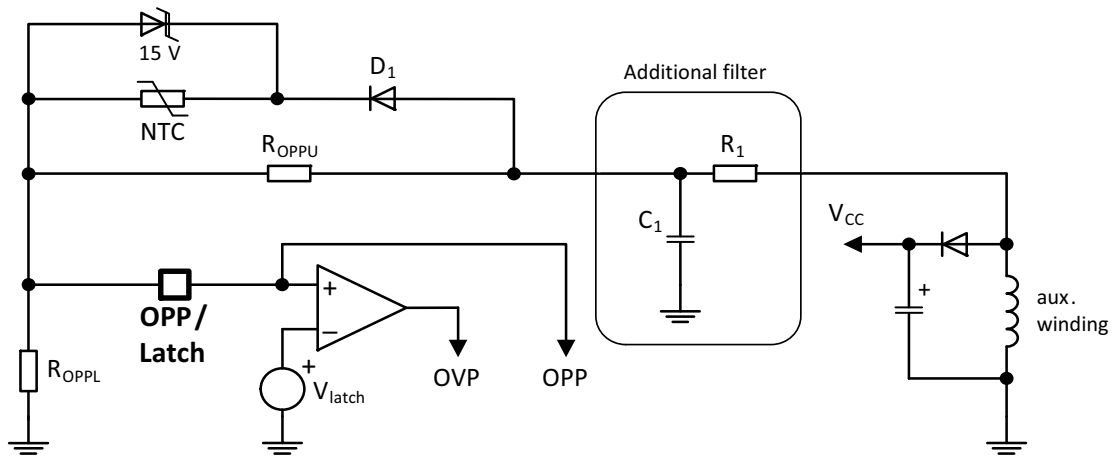 15 V
D1
Additional filter
NTC
ROPPU
R1
C1
VCC
+
OPP/
Latch
+
−
+
Vlatch
OVP
OPP
aux.
winding
ROPPL